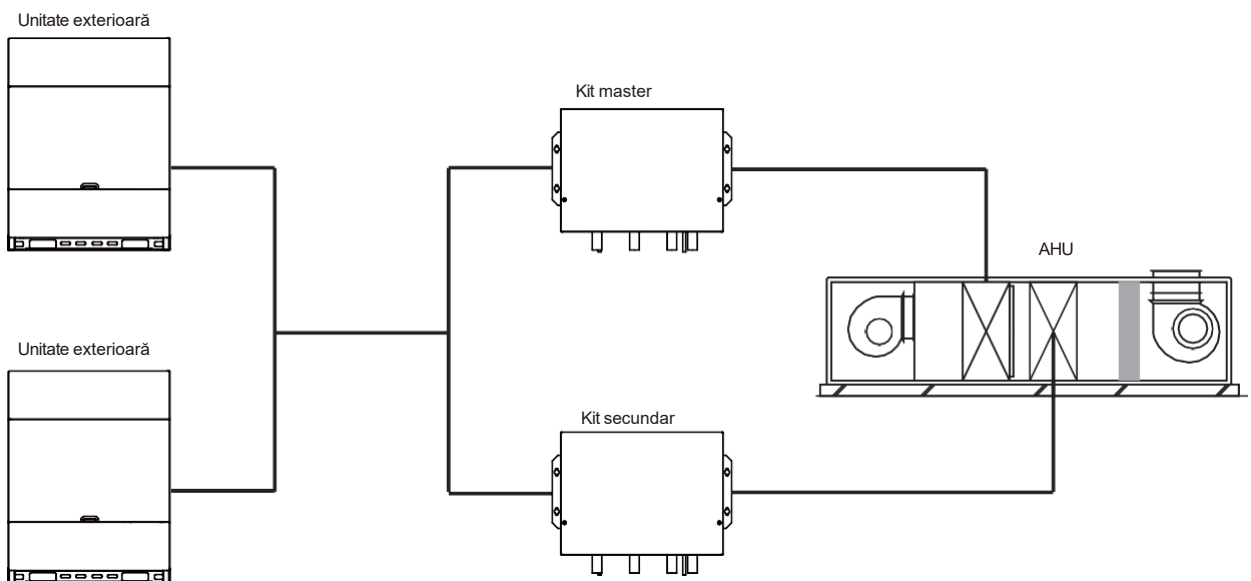 Unitate exterioară
Kit master
AHU
Unitate exterioară
Kit secundar